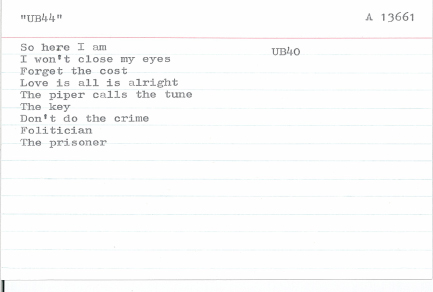 "UB44"
A 13661
So here I am
UB40
I won't close my eyes
Forget the cost
Love is all is alright
The piper calls the tune
The key
Don't do the crime
Folitician
The prisoner